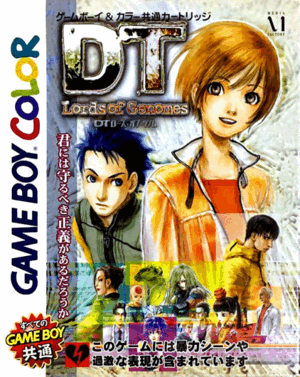 ゲームボーイ&カラー共通カートリッジ
MEDIA
FACTORY
DT
Lords of Genomes
GAME BOY COLOR
君には守るべき正義があるだろうか
すべての
GAME BOY
共通
このゲームには暴力シーンや
過激な表現が含まれています